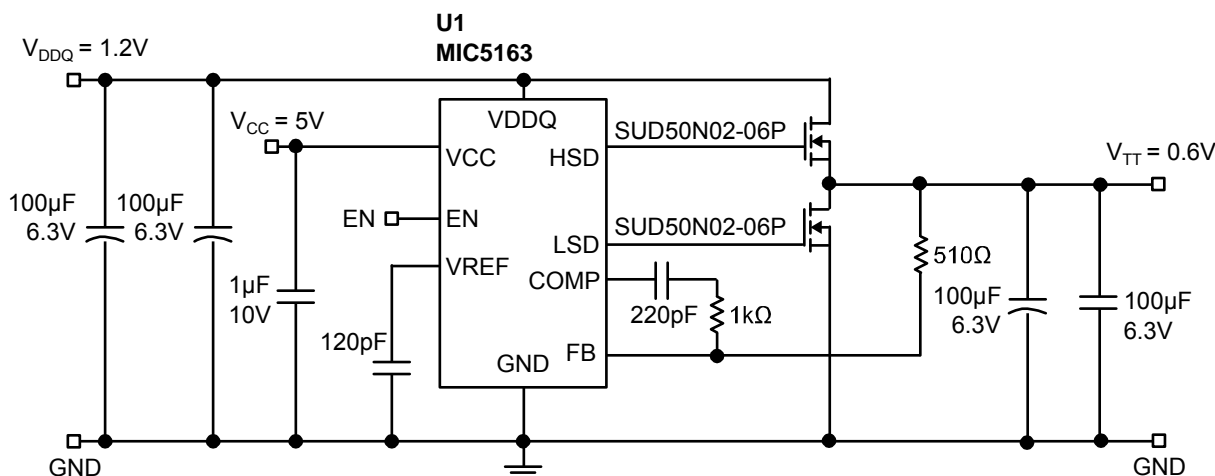 U1
MIC5163
V_DDQ = 1.2V
VDDQ
SUD50N02-06P
V_CC = 5V
VCC
HSD
V_TT = 0.6V
100µF
6.3V
100µF
6.3V
EN
EN
SUD50N02-06P
LSD
VREF
COMP
510Ω
1µF
10V
220pF
1kΩ
100µF
6.3V
100µF
6.3V
120pF
FB
GND
GND
GND